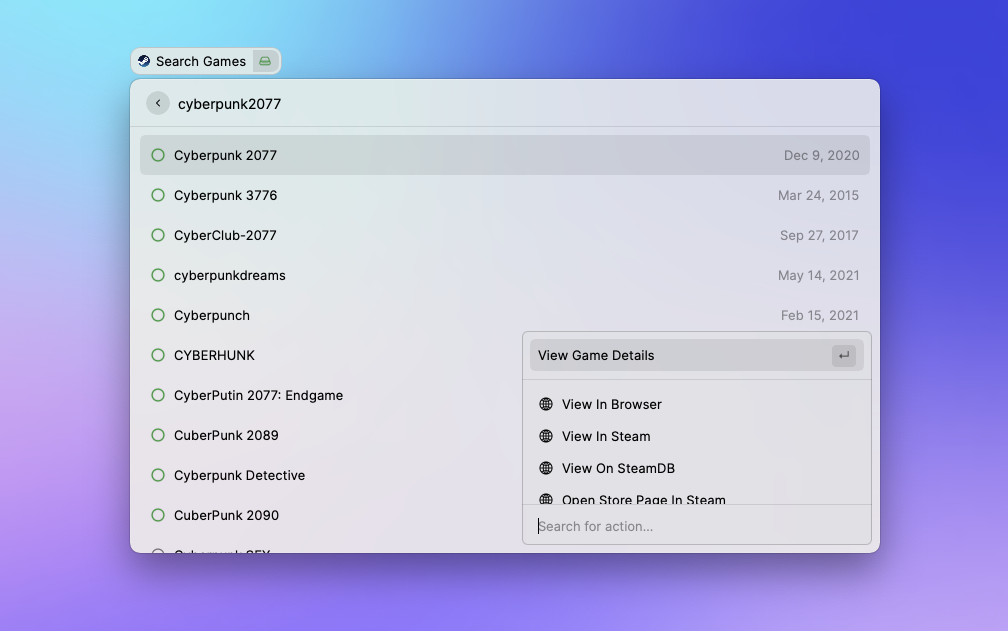 Search Games
cyberpunk2077
Cyberpunk 2077 Dec 9, 2020
Cyberpunk 3776 Mar 24, 2015
CyberClub-2077 Sep 27, 2017
cyberpunkdreams May 14, 2021
Cyberpunch Feb 15, 2021
CYBERHUNK
CyberPutin 2077: Endgame
CuberPunk 2089
Cyberpunk Detective
CuberPunk 2090
Cyberpunk SFX
View Game Details
View In Browser
View In Steam
View On SteamDB
Open Store Page In Steam
Search for action...